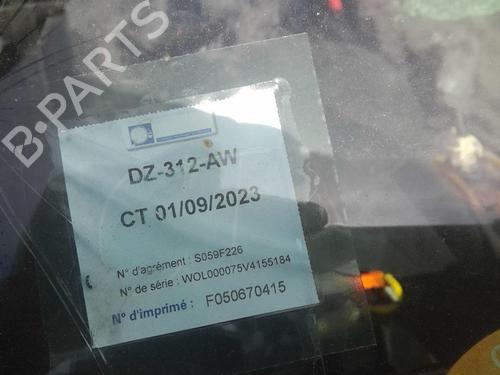 B-PARTS
DZ-312-AW
CT 01/09/2023
N° d'agrément : S059F226
N° de série : WOL000075V4155184
N° d'imprimé : F050670415